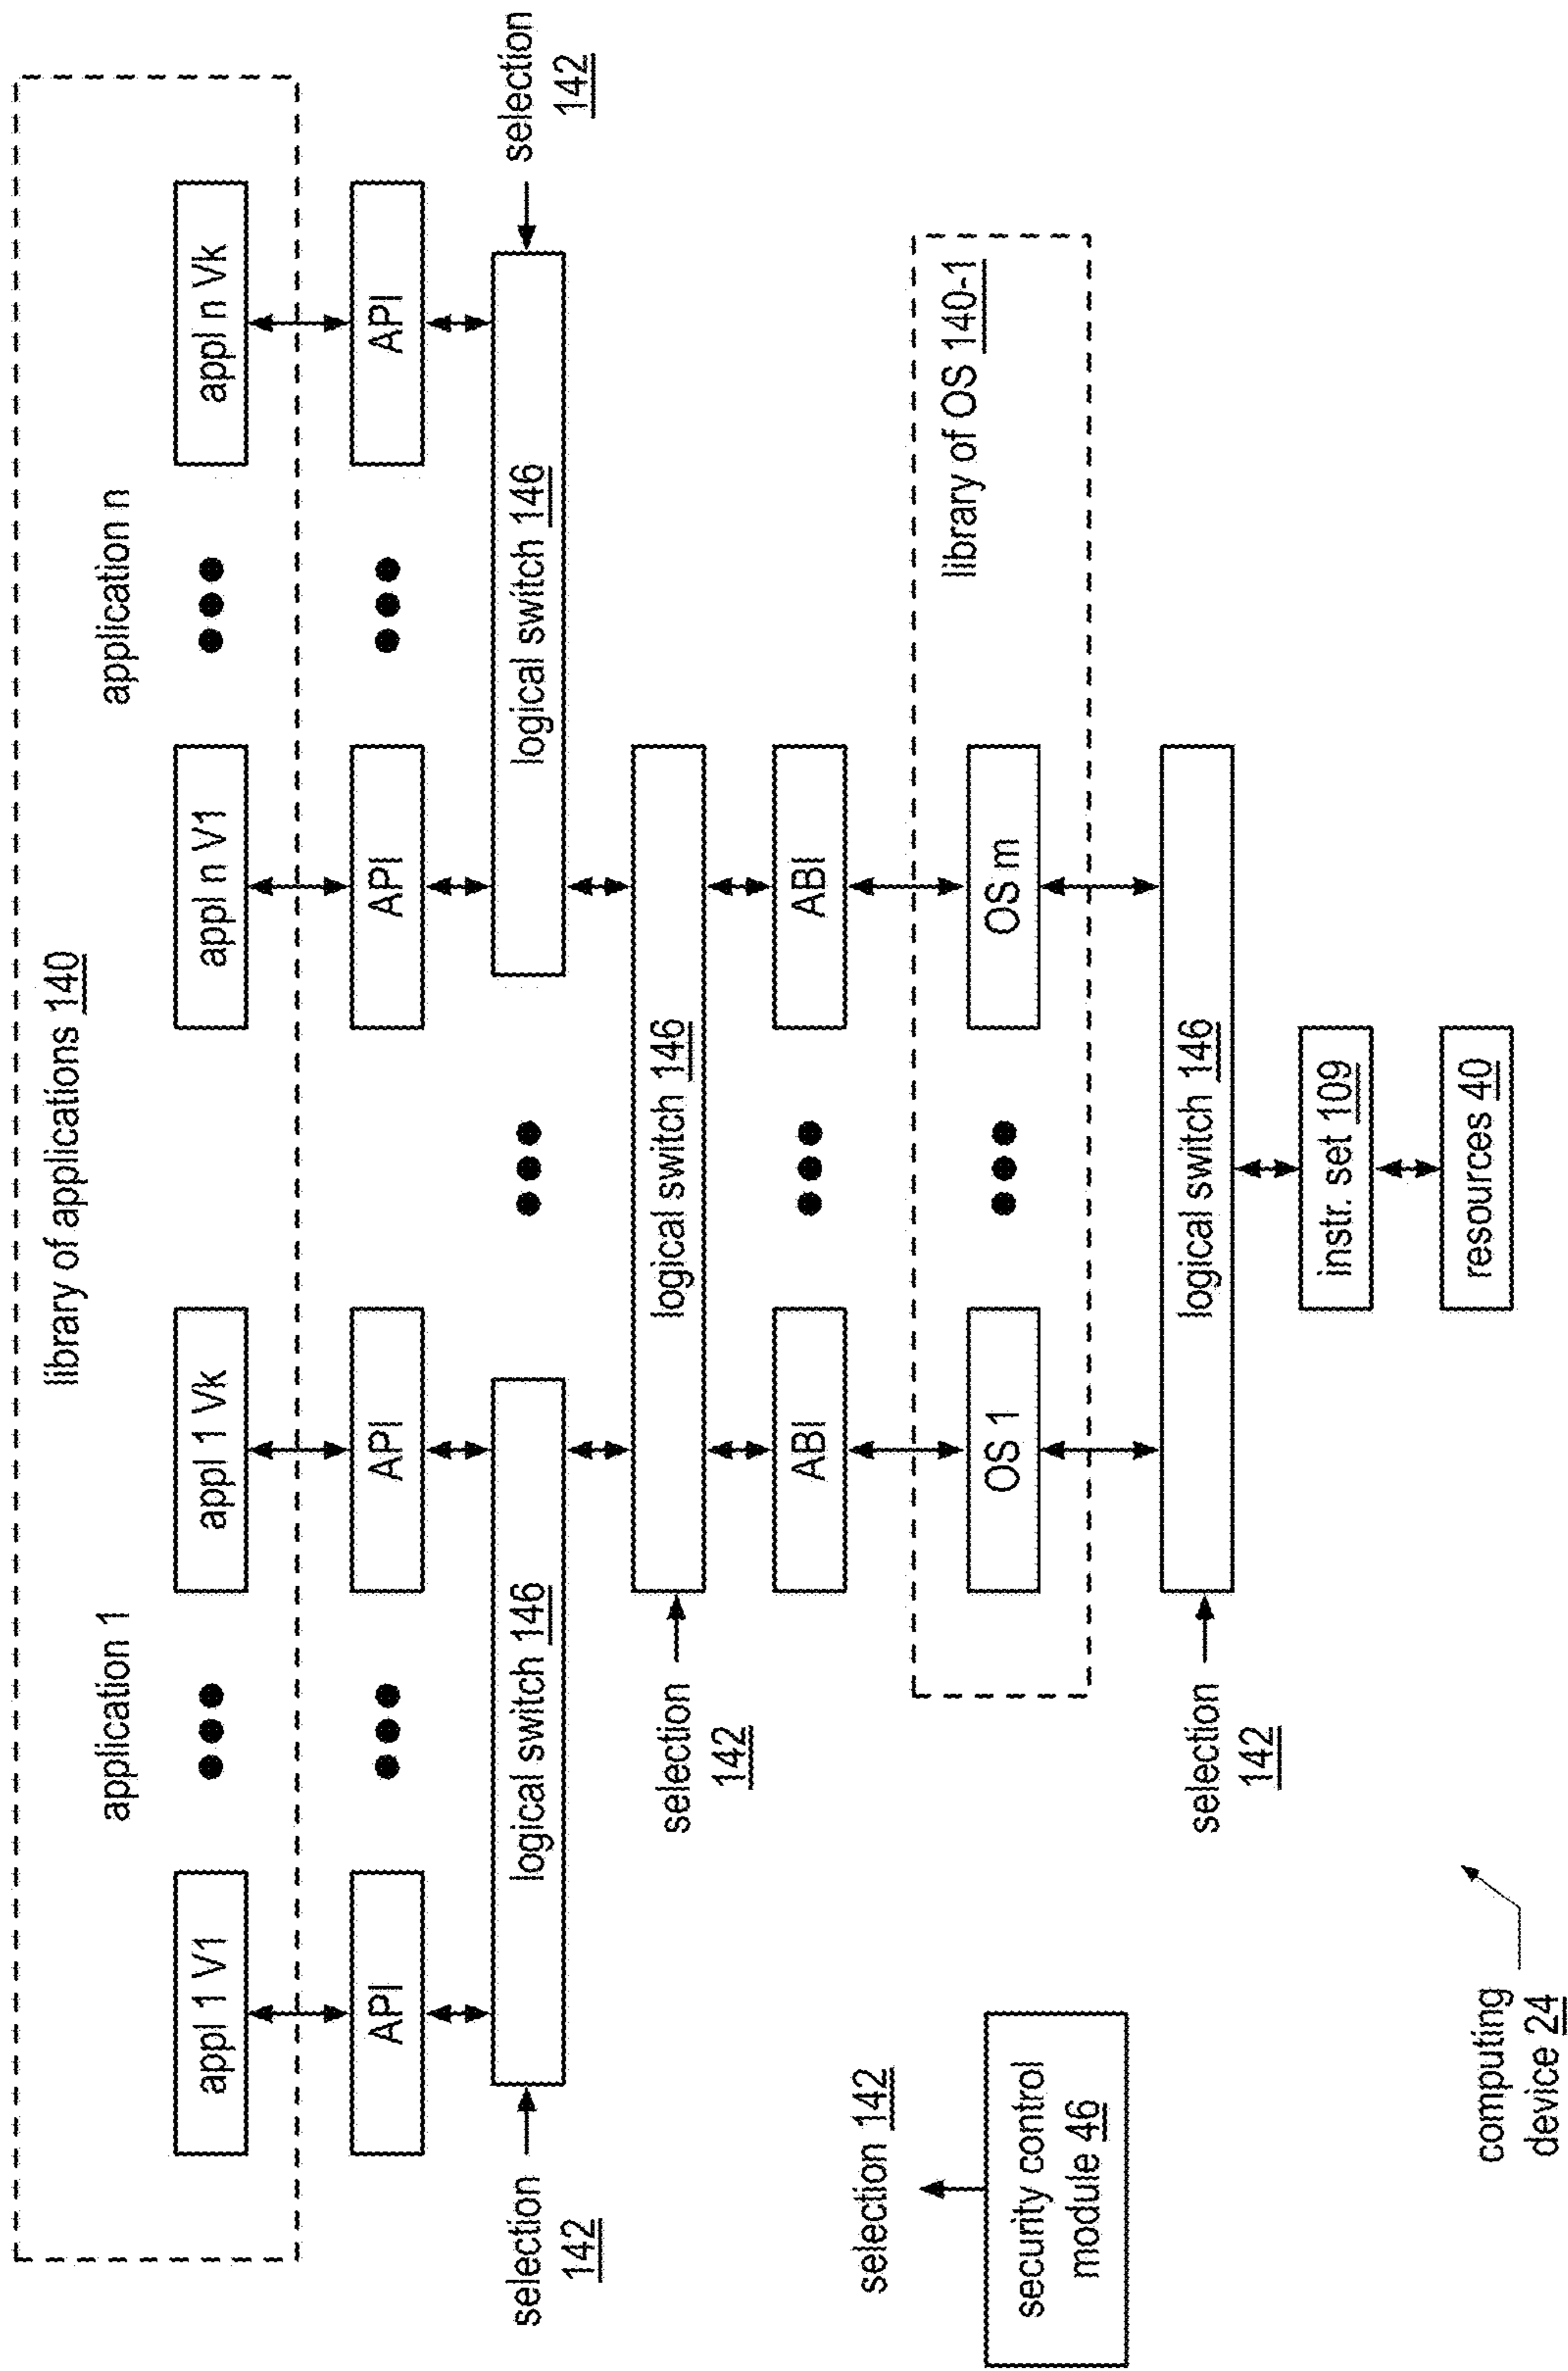 library of applications 140
application 1
application n
appl 1 V1
appl 1 Vk
appl n V1
appl n Vk
API
API
API
API
selection
142
logical switch 146
logical switch 146
selection
142
selection
142
logical switch 146
ABI
ABI
library of OS 140-1
OS 1
OS m
selection
142
logical switch 146
instr. set 109
resources 40
selection 142
security control
module 46
computing
device 24